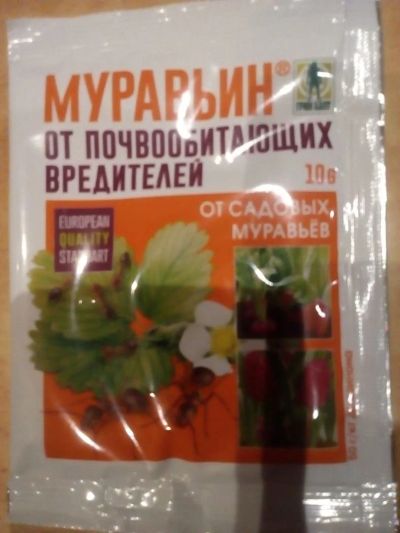 МУРАВЬИН®
ОТ ПОЧВООБИТАЮЩИХ
ВРЕДИТЕЛЕЙ
10г
ОТ САДОВЫХ
МУРАВЬЁВ
EUROPEAN
QUALITY
STANDART